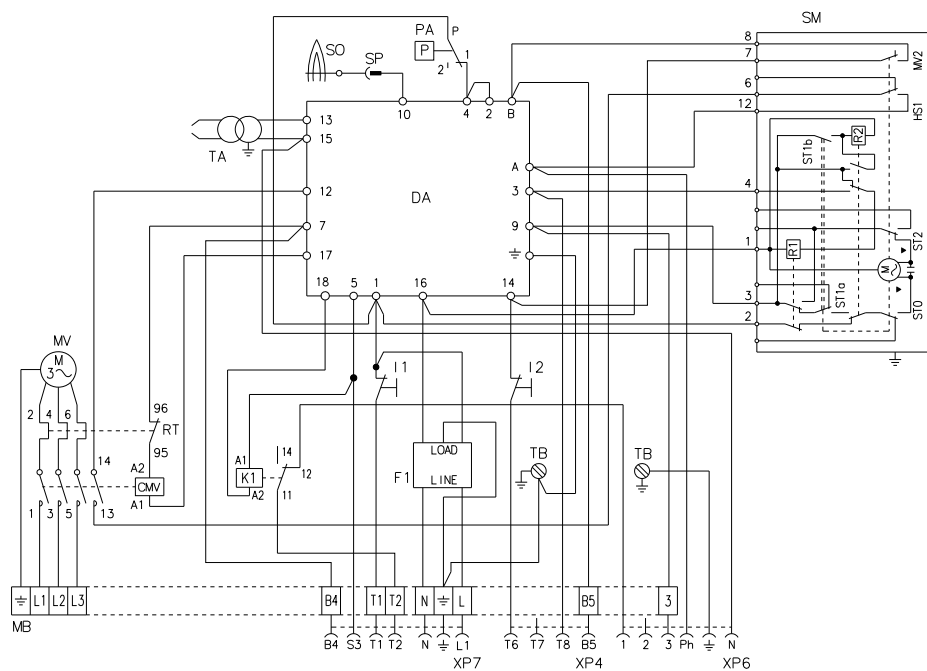 SM
PA
P
P
1
2'
SO
SP
8
7
MV2
6
12
HS1
10
4
2
B
13
15
TA
A
ST1b
R2
12
DA
3
4
7
9
ST2
17
1
R1
M
18
5
1
16
14
3
ST1a
2
ST0
MV
M
3
I1
I2
2
4
6
96
RT
95
14
A2
CMV
A1
A1
K1
A2
14
12
11
LOAD
F1
LINE
TB
TB
1
3
5
13
L1
L2
L3
B4
T1
T2
N
L
B5
3
MB
B4
S3
T1
T2
N
L1
T6
T7
T8
B5
1
2
3
Ph
N
XP7
XP4
XP6